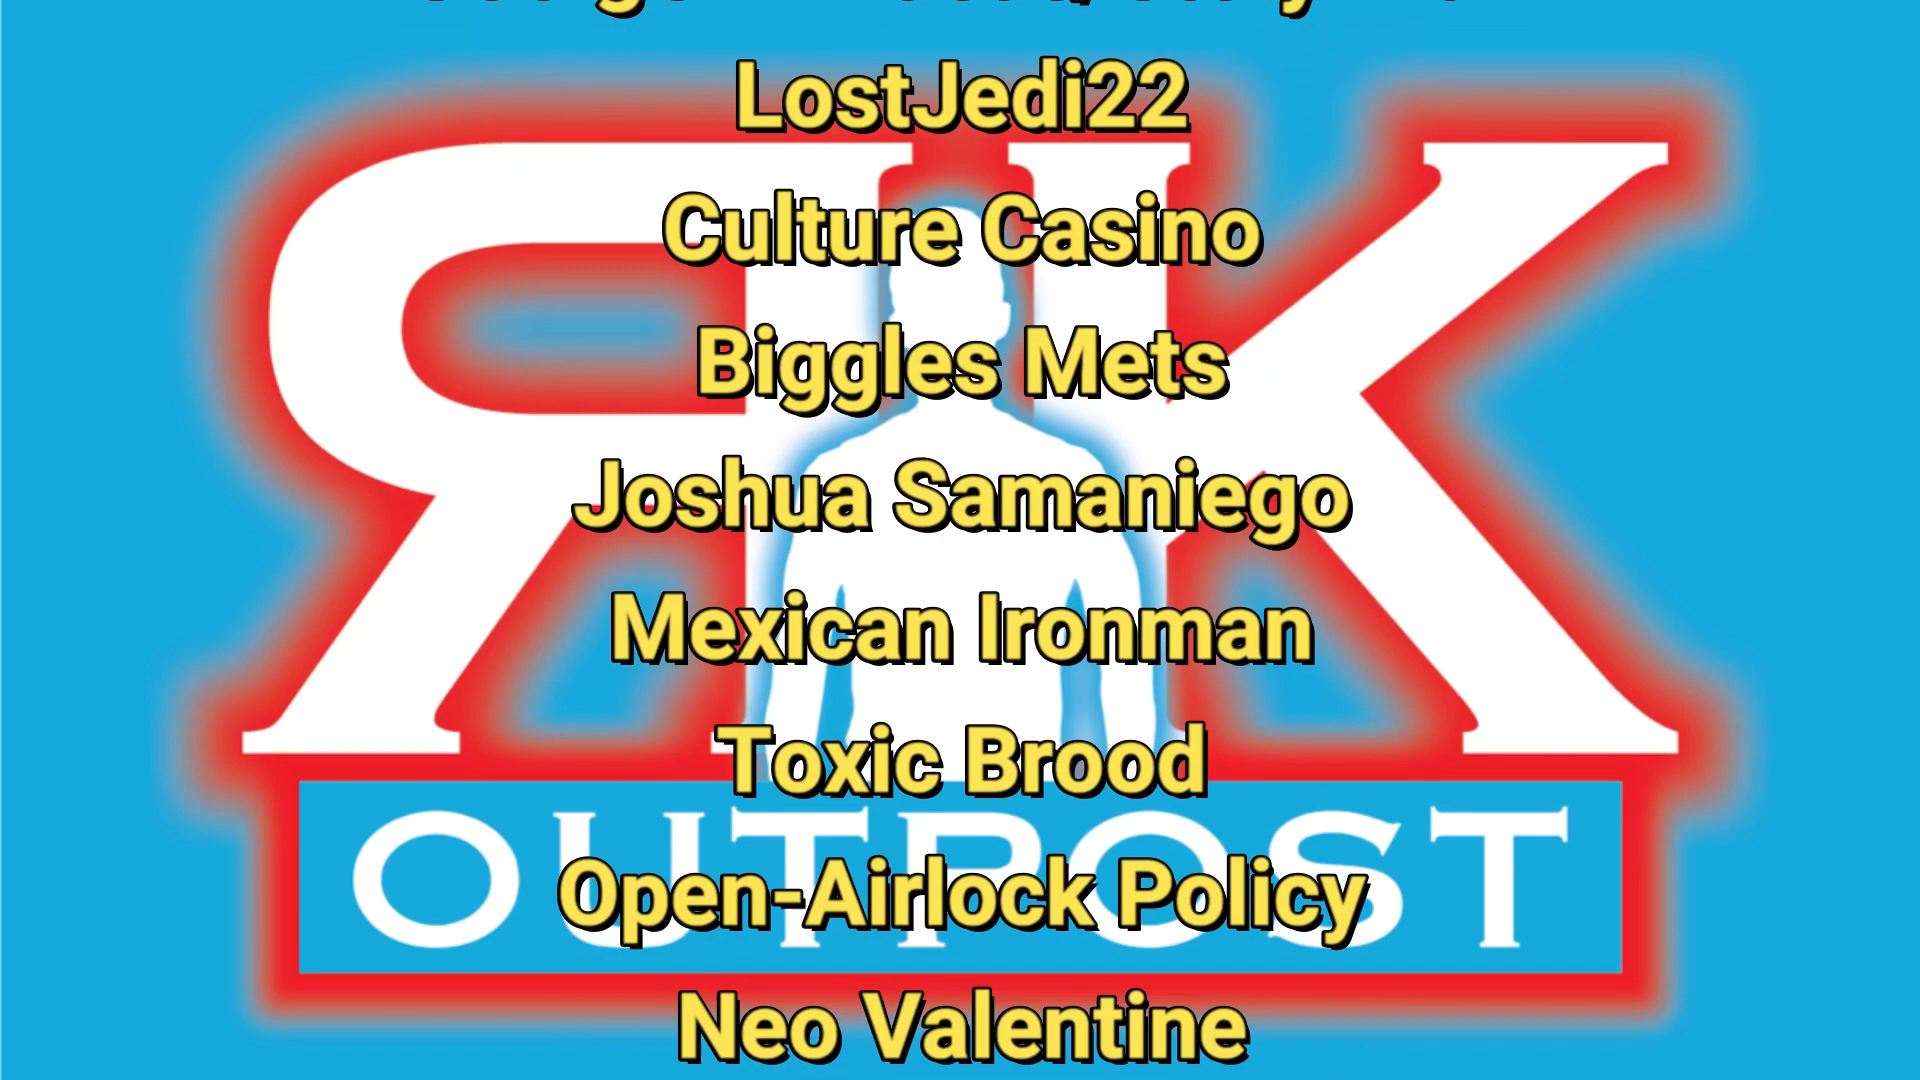 LostJedi22
Culture Casino
Biggles Mets
Joshua Samaniego
Mexican Ironman
Toxic Brood
OUTPOST
Open-Airlock Policy
Neo Valentine